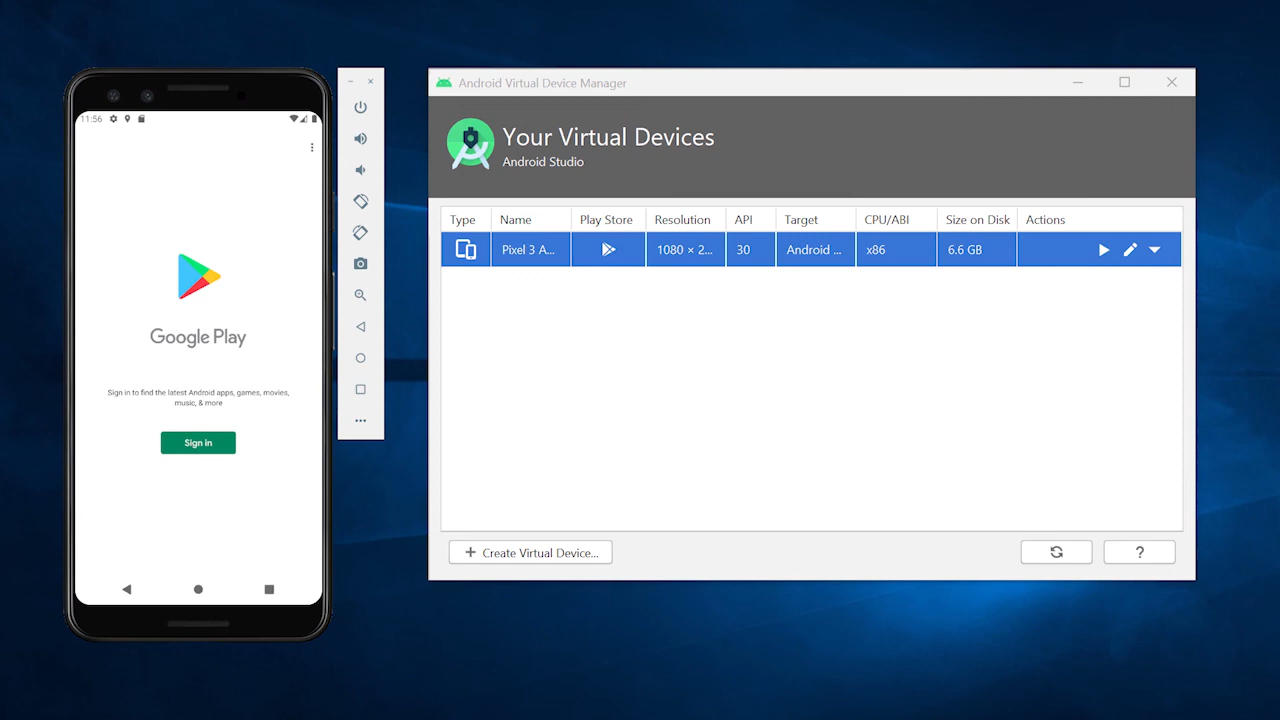 11:56
Google Play
Sign in to find the latest Android apps, games, movies,
music, & more
Sign in
Android Virtual Device Manager
Your Virtual Devices
Android Studio
Type Name Play Store Resolution API Target CPU/ABI Size on Disk Actions
Pixel 3 A... 1080 × 2... 30 Android ... x86 6.6 GB
+ Create Virtual Device...
?